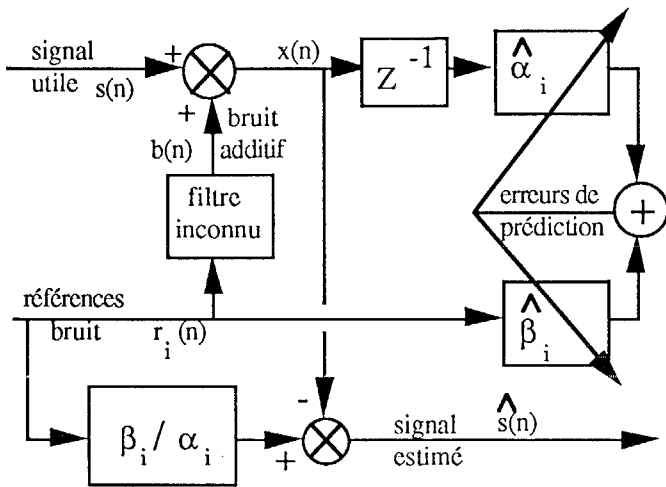 signal
utile s(n)
+
+
x(n)
Z -1
α̂ i
bruit
b(n) additif
filtre
inconnu
erreurs de
prédiction
+
références
bruit r i (n)
β̂ i
β i / α i
-
+
signal
estimé
ŝ(n)